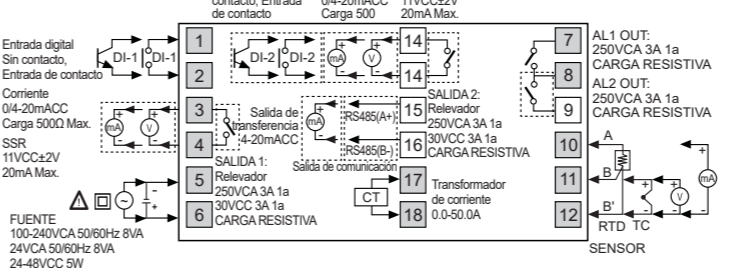 contacto, Entrada
de contacto
0/4-20mACC
Carga 500
11VCC±2V
20mA Max.
Entrada digital
Sin contacto,
Entrada de contacto
Corriente
0/4-20mACC
Carga 500Ω Max.
SSR
11VCC±2V
20mA Max.
FUENTE
100-240VCA 50/60Hz 8VA
24VCA 50/60Hz 8VA
24-48VCC 5W
DI-1
DI-1
mA
V
1
2
3
4
5
6
DI-2
DI-2
mA
V
14
14
Salida de
transferencia
4-20mACC
mA
RS485(A+)
RS485(B-)
Salida de comunicación
15
16
17
18
CT
SALIDA 1:
Relevador
250VCA 3A 1a
30VCC 3A 1a
CARGA RESISTIVA
SALIDA 2:
Relevador
250VCA 3A 1a
30VCC 3A 1a
CARGA RESISTIVA
Transformador
de corriente
0.0-50.0A
7
8
9
10
11
12
AL1 OUT:
250VCA 3A 1a
CARGA RESISTIVA
AL2 OUT:
250VCA 3A 1a
CARGA RESISTIVA
A
B
B'
RTD
TC
V
mA
SENSOR